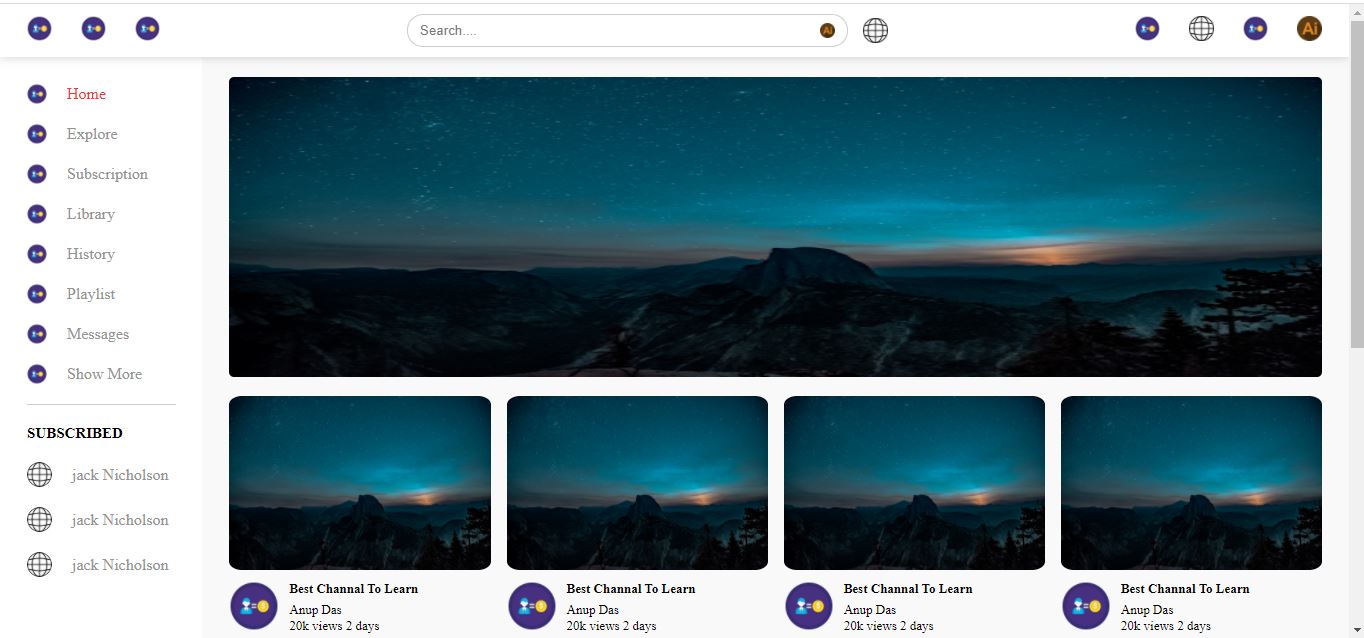 Search....
Ai
Ai
Home
Explore
Subscription
Library
History
Playlist
Messages
Show More
SUBSCRIBED
jack Nicholson
jack Nicholson
jack Nicholson
Best Channal To Learn
Anup Das
20k views 2 days
Best Channal To Learn
Anup Das
20k views 2 days
Best Channal To Learn
Anup Das
20k views 2 days
Best Channal To Learn
Anup Das
20k views 2 days